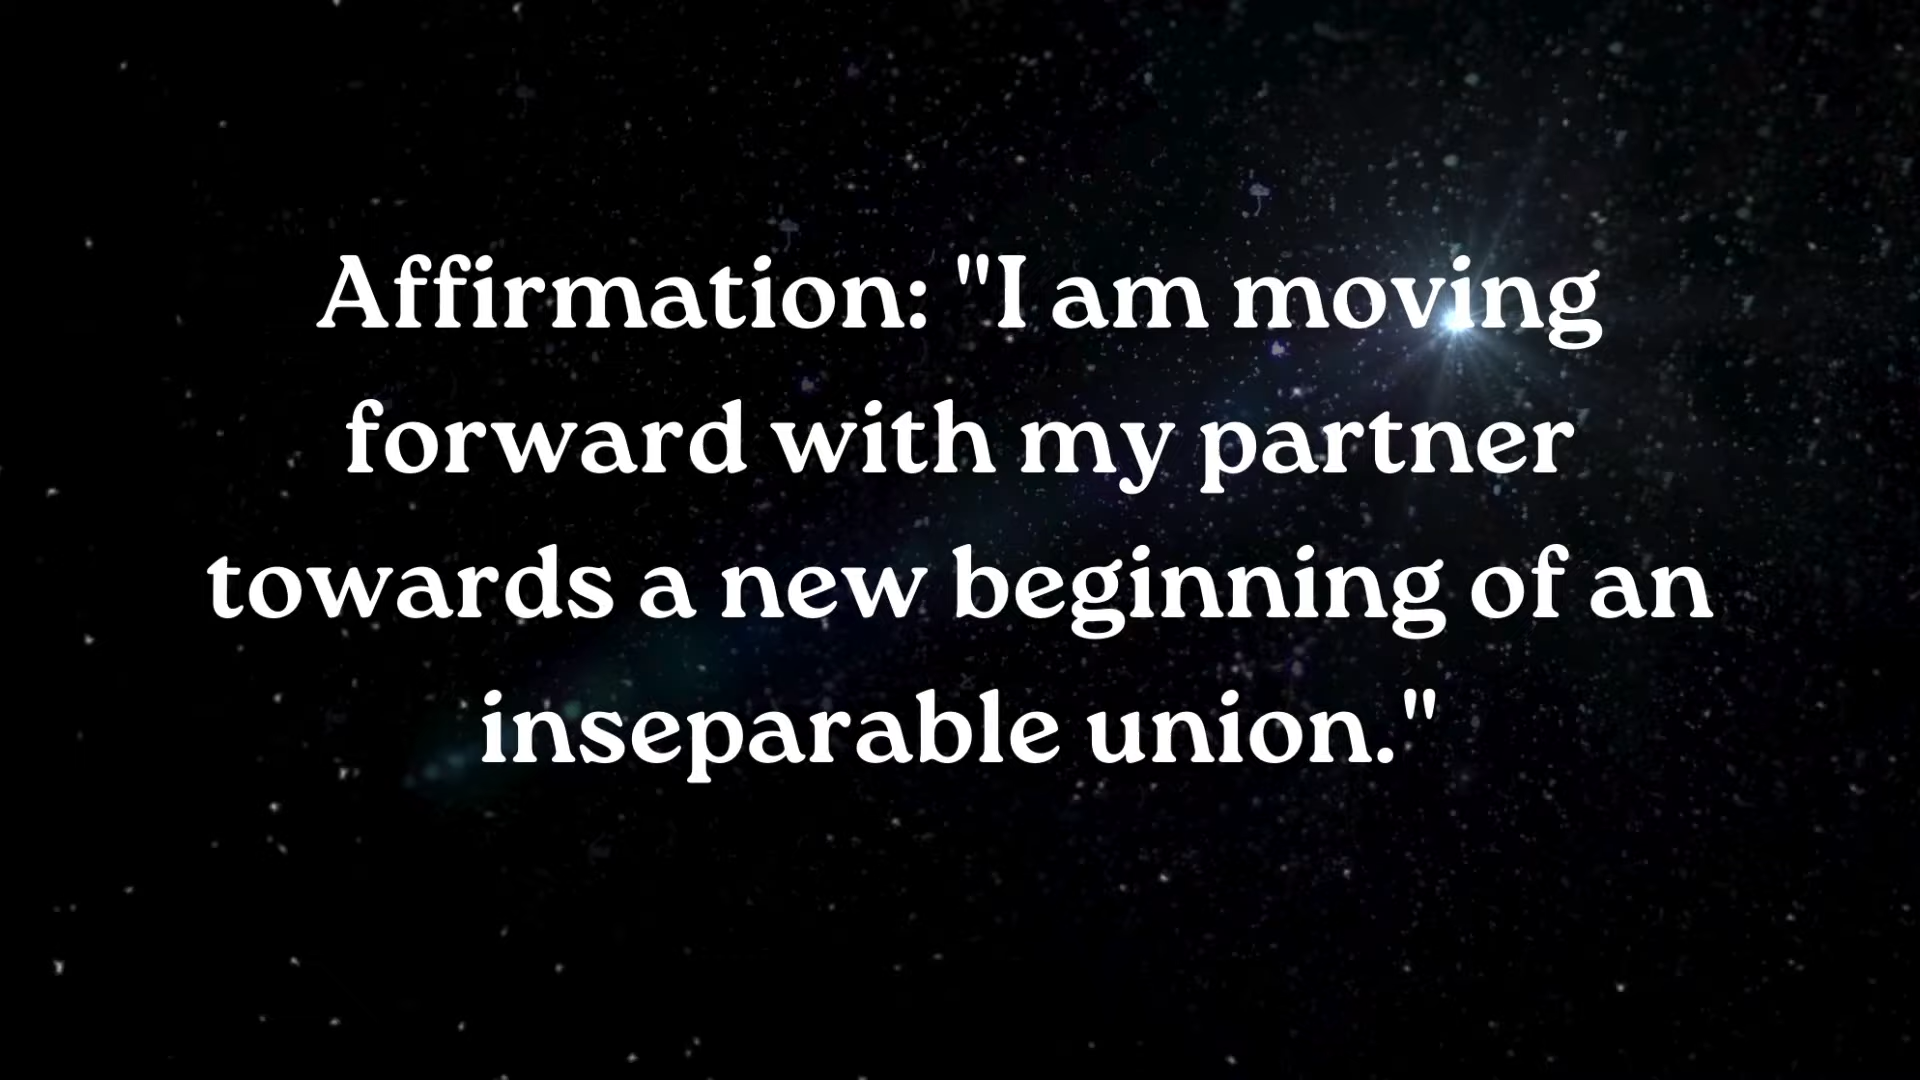 Affirmation: "I am moving
forward with my partner
towards a new beginning of an
inseparable union."